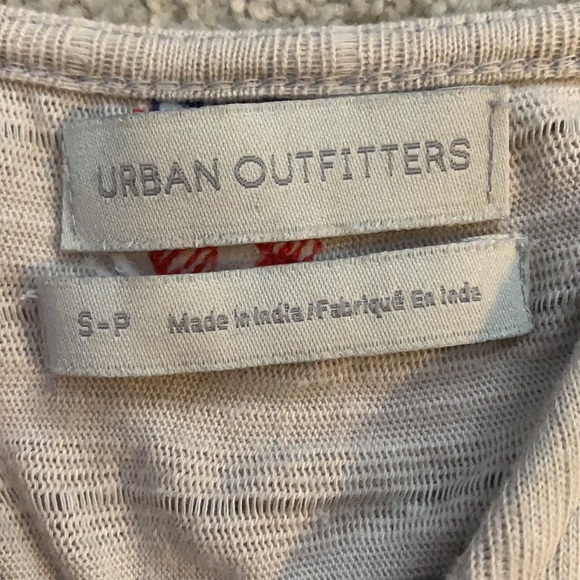 URBAN OUTFITTERS
S-P Made in India/Fabriqué En Inde